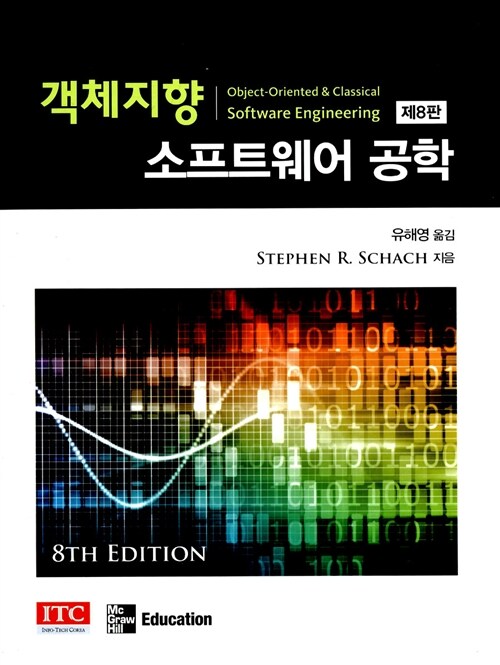 객체지향
Object-Oriented & Classical
Software Engineering
제8판
소프트웨어 공학
유해영 옮김
STEPHEN R. SCHACH 지음
8TH EDITION
ITC
INFO-TECH COREA
Mc
Graw
Hill
Education